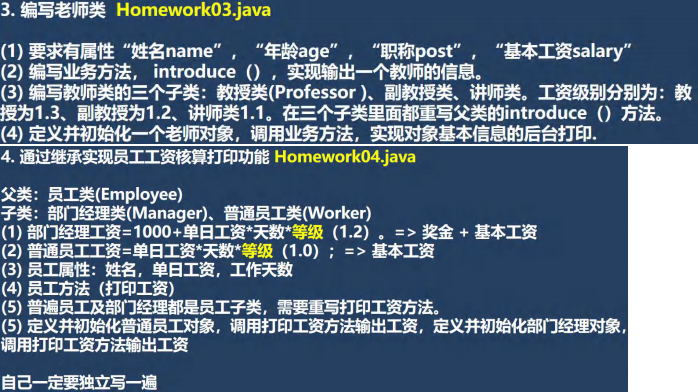 3. 编写老师类 Homework03.java
(1) 要求有属性“姓名name”，“年龄age”，“职称post”，“基本工资salary”
(2) 编写业务方法， introduce（），实现输出一个教师的信息。
(3) 编写教师类的三个子类：教授类(Professor )、副教授类、讲师类。工资级别分别为：教
授为1.3、副教授为1.2、讲师类1.1。在三个子类里面都重写父类的introduce（）方法。
(4) 定义并初始化一个老师对象，调用业务方法，实现对象基本信息的后台打印.
4. 通过继承实现员工工资核算打印功能 Homework04.java
父类：员工类(Employee)
子类：部门经理类(Manager)、普通员工类(Worker)
(1) 部门经理工资=1000+单日工资*天数*等级（1.2）。=> 奖金 + 基本工资
(2) 普通员工工资=单日工资*天数*等级（1.0）；=> 基本工资
(3) 员工属性：姓名，单日工资，工作天数
(4) 员工方法（打印工资）
(5) 普遍员工及部门经理都是员工子类，需要重写打印工资方法。
(5) 定义并初始化普通员工对象，调用打印工资方法输出工资，定义并初始化部门经理对象，
调用打印工资方法输出工资
自己一定要独立写一遍